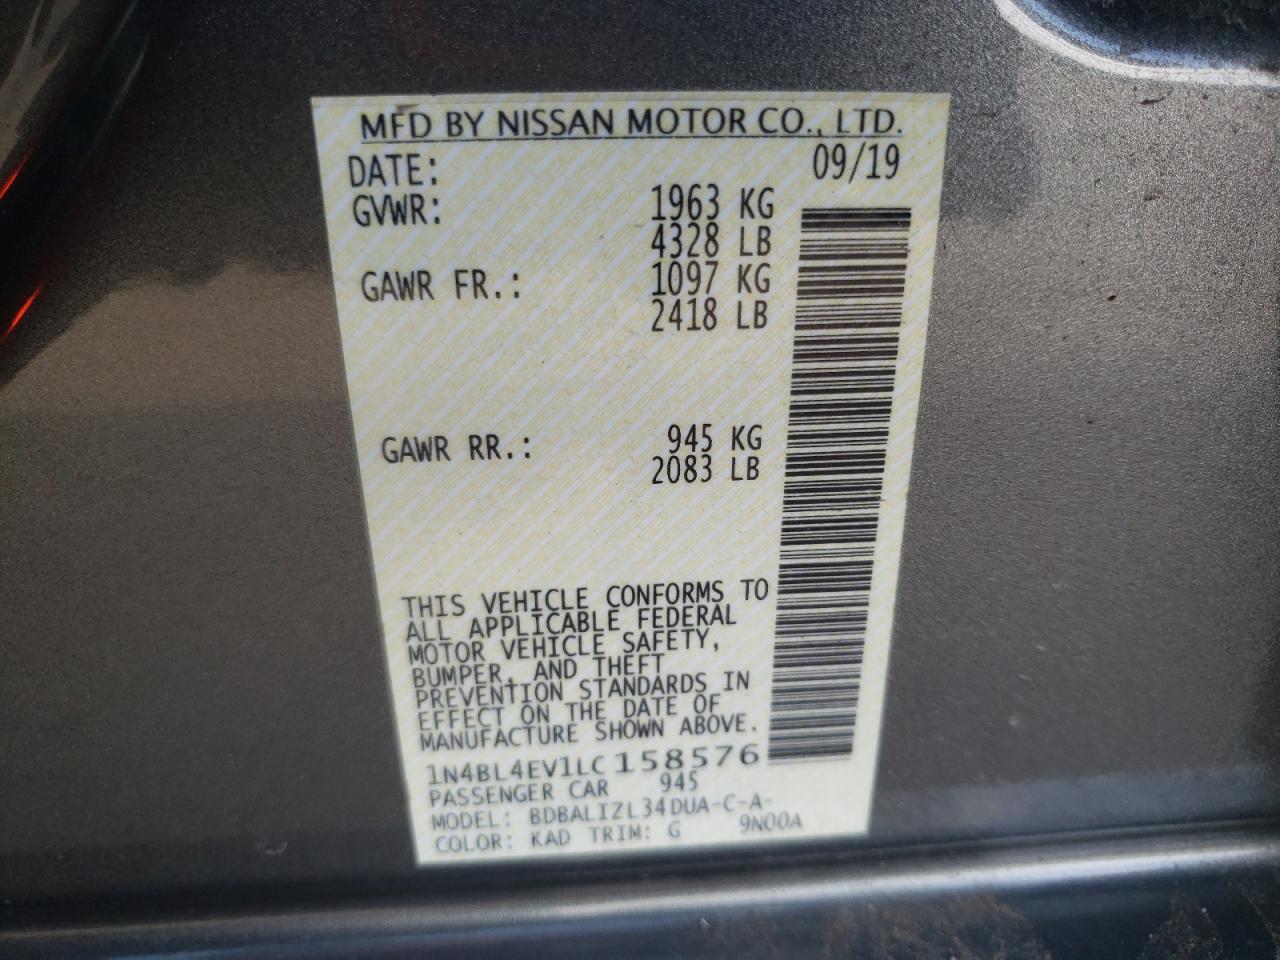 MFD BY NISSAN MOTOR CO., LTD.
DATE: 09/19
GVWR: 1963 KG
4328 LB
GAWR FR.: 1097 KG
2418 LB
GAWR RR.: 945 KG
2083 LB
THIS VEHICLE CONFORMS TO
ALL APPLICABLE FEDERAL
MOTOR VEHICLE SAFETY,
BUMPER, AND THEFT
PREVENTION STANDARDS IN
EFFECT ON THE DATE OF
MANUFACTURE SHOWN ABOVE.
1N4BL4EV1LC158576
PASSENGER CAR 945
MODEL: BDBALIZL34DUA-C-A-
COLOR: KAD TRIM: G 9N00A